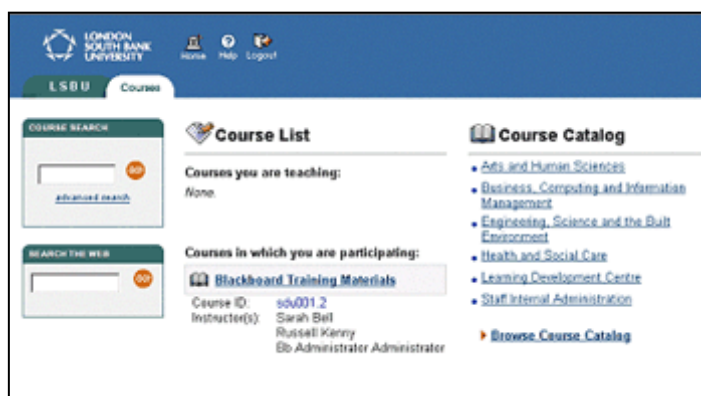 LONDON
SOUTH BANK
UNIVERSITY
Home Help Logout
LSBU Courses
COURSE SEARCH
GO!
advanced search
SEARCH THE WEB
GO!
Course List
Courses you are teaching:
None.
Courses in which you are participating:
Blackboard Training Materials
Course ID: sdu001.2
Instructor(s): Sarah Bell
Russell Kenny
Bb Administrator Administrator
Course Catalog
Arts and Human Sciences
Business, Computing and Information
Management
Engineering, Science and the Built
Environment
Health and Social Care
Learning Development Centre
Staff Internal Administration
Browse Course Catalog